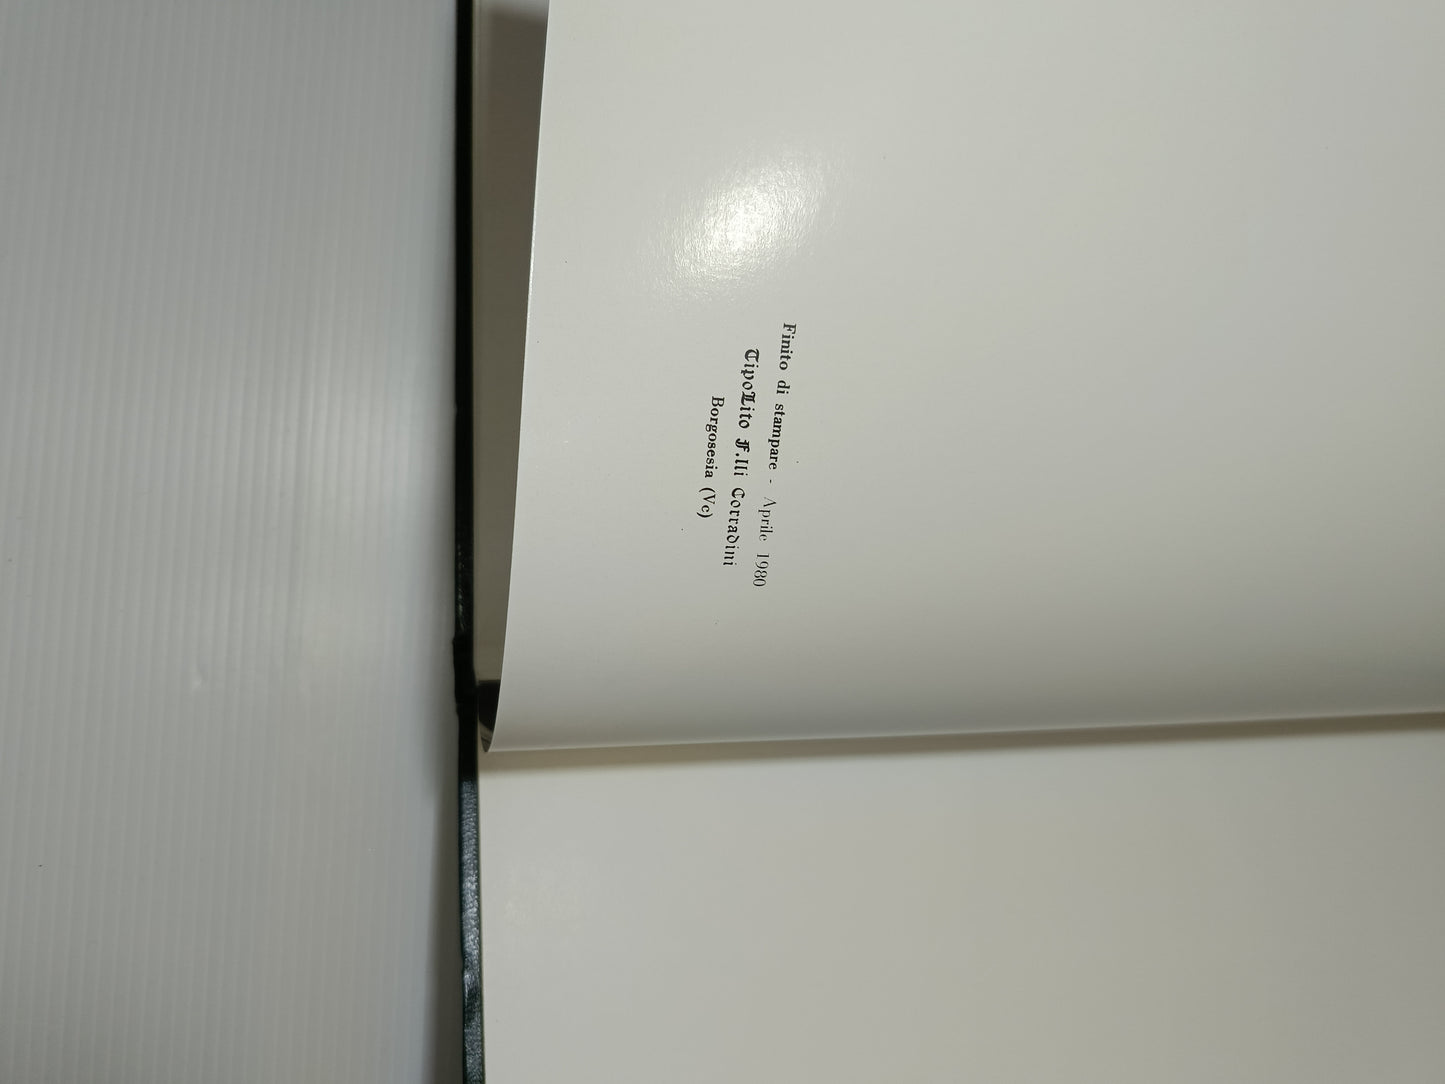 Finito di stampare - Aprile 1980
TipoLito F.lli Corradini
Borgosesia (Vc)